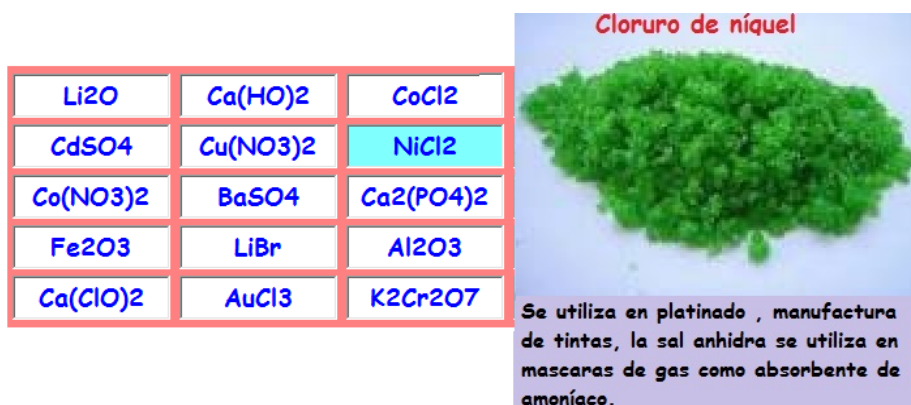 Cloruro de níquel
Li2O Ca(HO)2 CoCl2
CdSO4 Cu(NO3)2 NiCl2
Co(NO3)2 BaSO4 Ca2(PO4)2
Fe2O3 LiBr Al2O3
Ca(ClO)2 AuCl3 K2Cr2O7
Se utiliza en platinado , manufactura
de tintas, la sal anhidra se utiliza en
mascaras de gas como absorbente de
amoníaco.